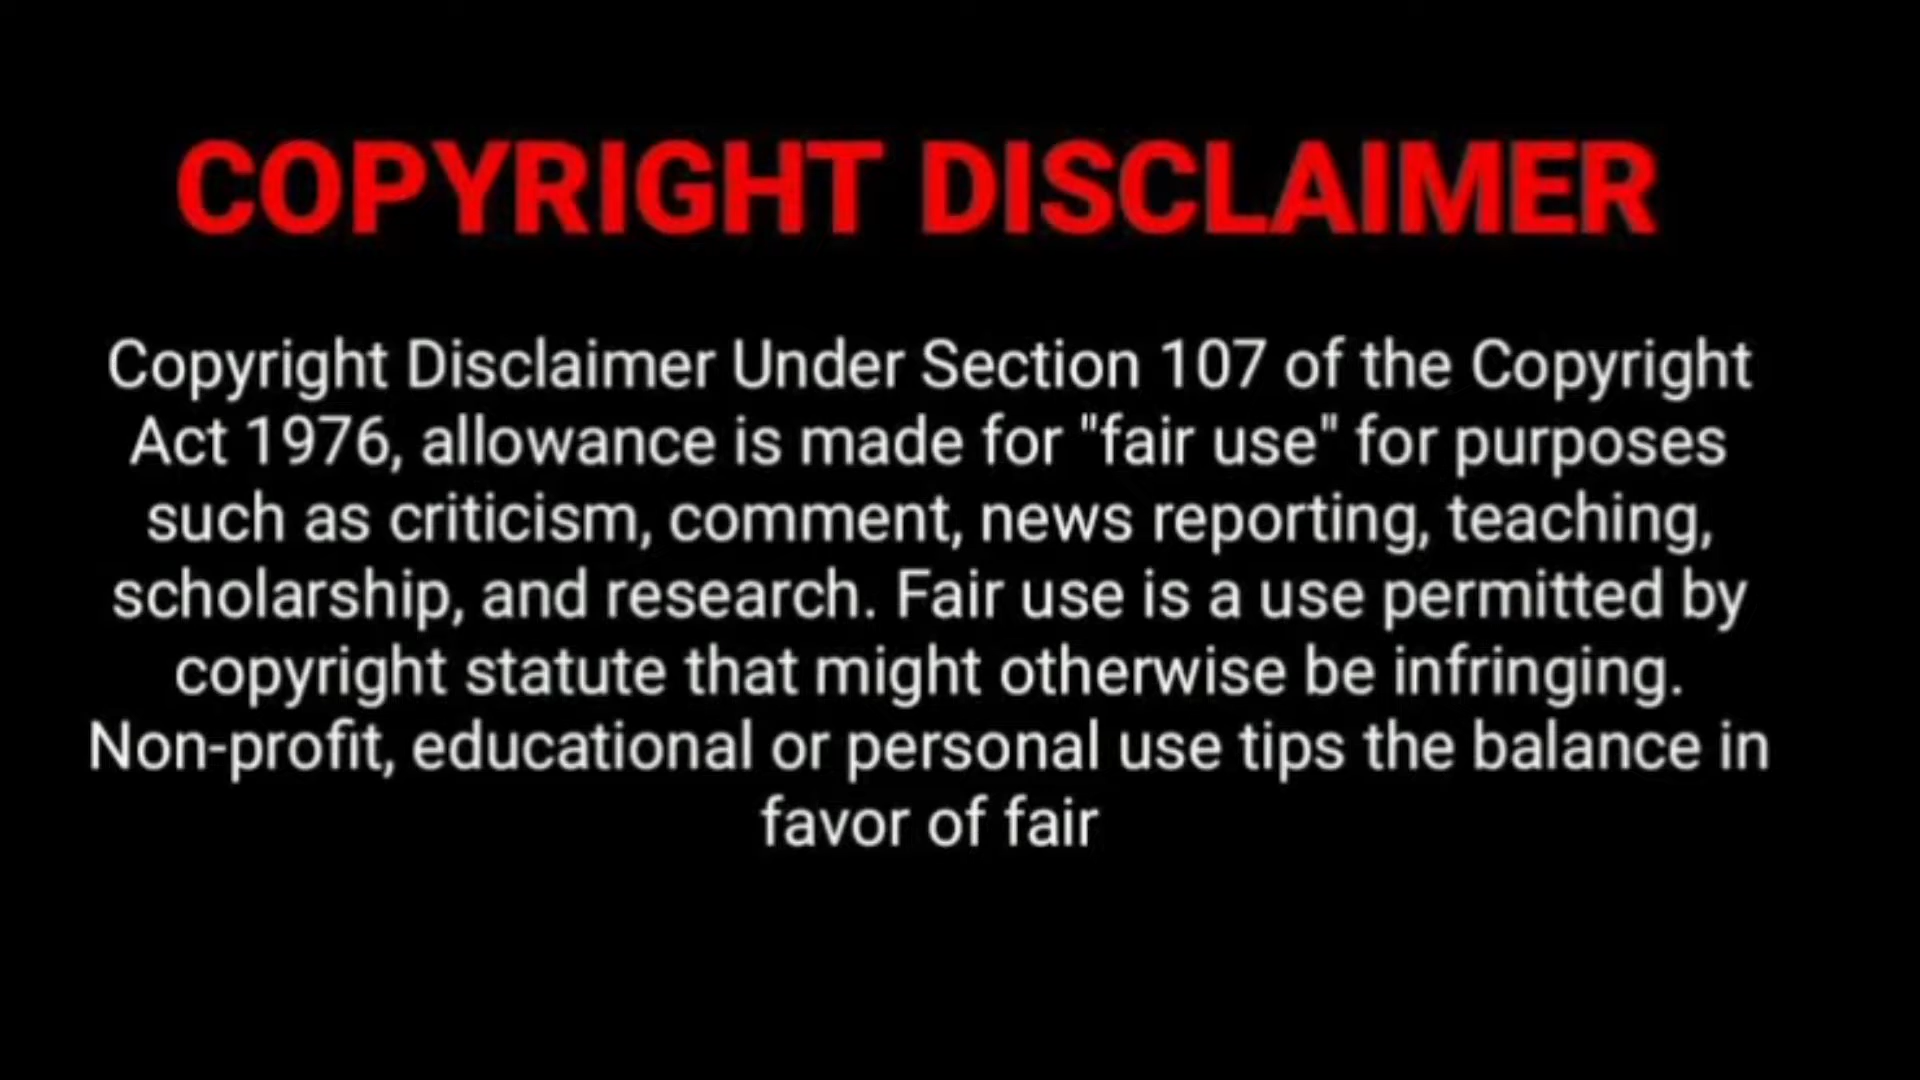 COPYRIGHT DISCLAIMER
Copyright Disclaimer Under Section 107 of the Copyright
Act 1976, allowance is made for "fair use" for purposes
such as criticism, comment, news reporting, teaching,
scholarship, and research. Fair use is a use permitted by
copyright statute that might otherwise be infringing.
Non-profit, educational or personal use tips the balance in
favor of fair